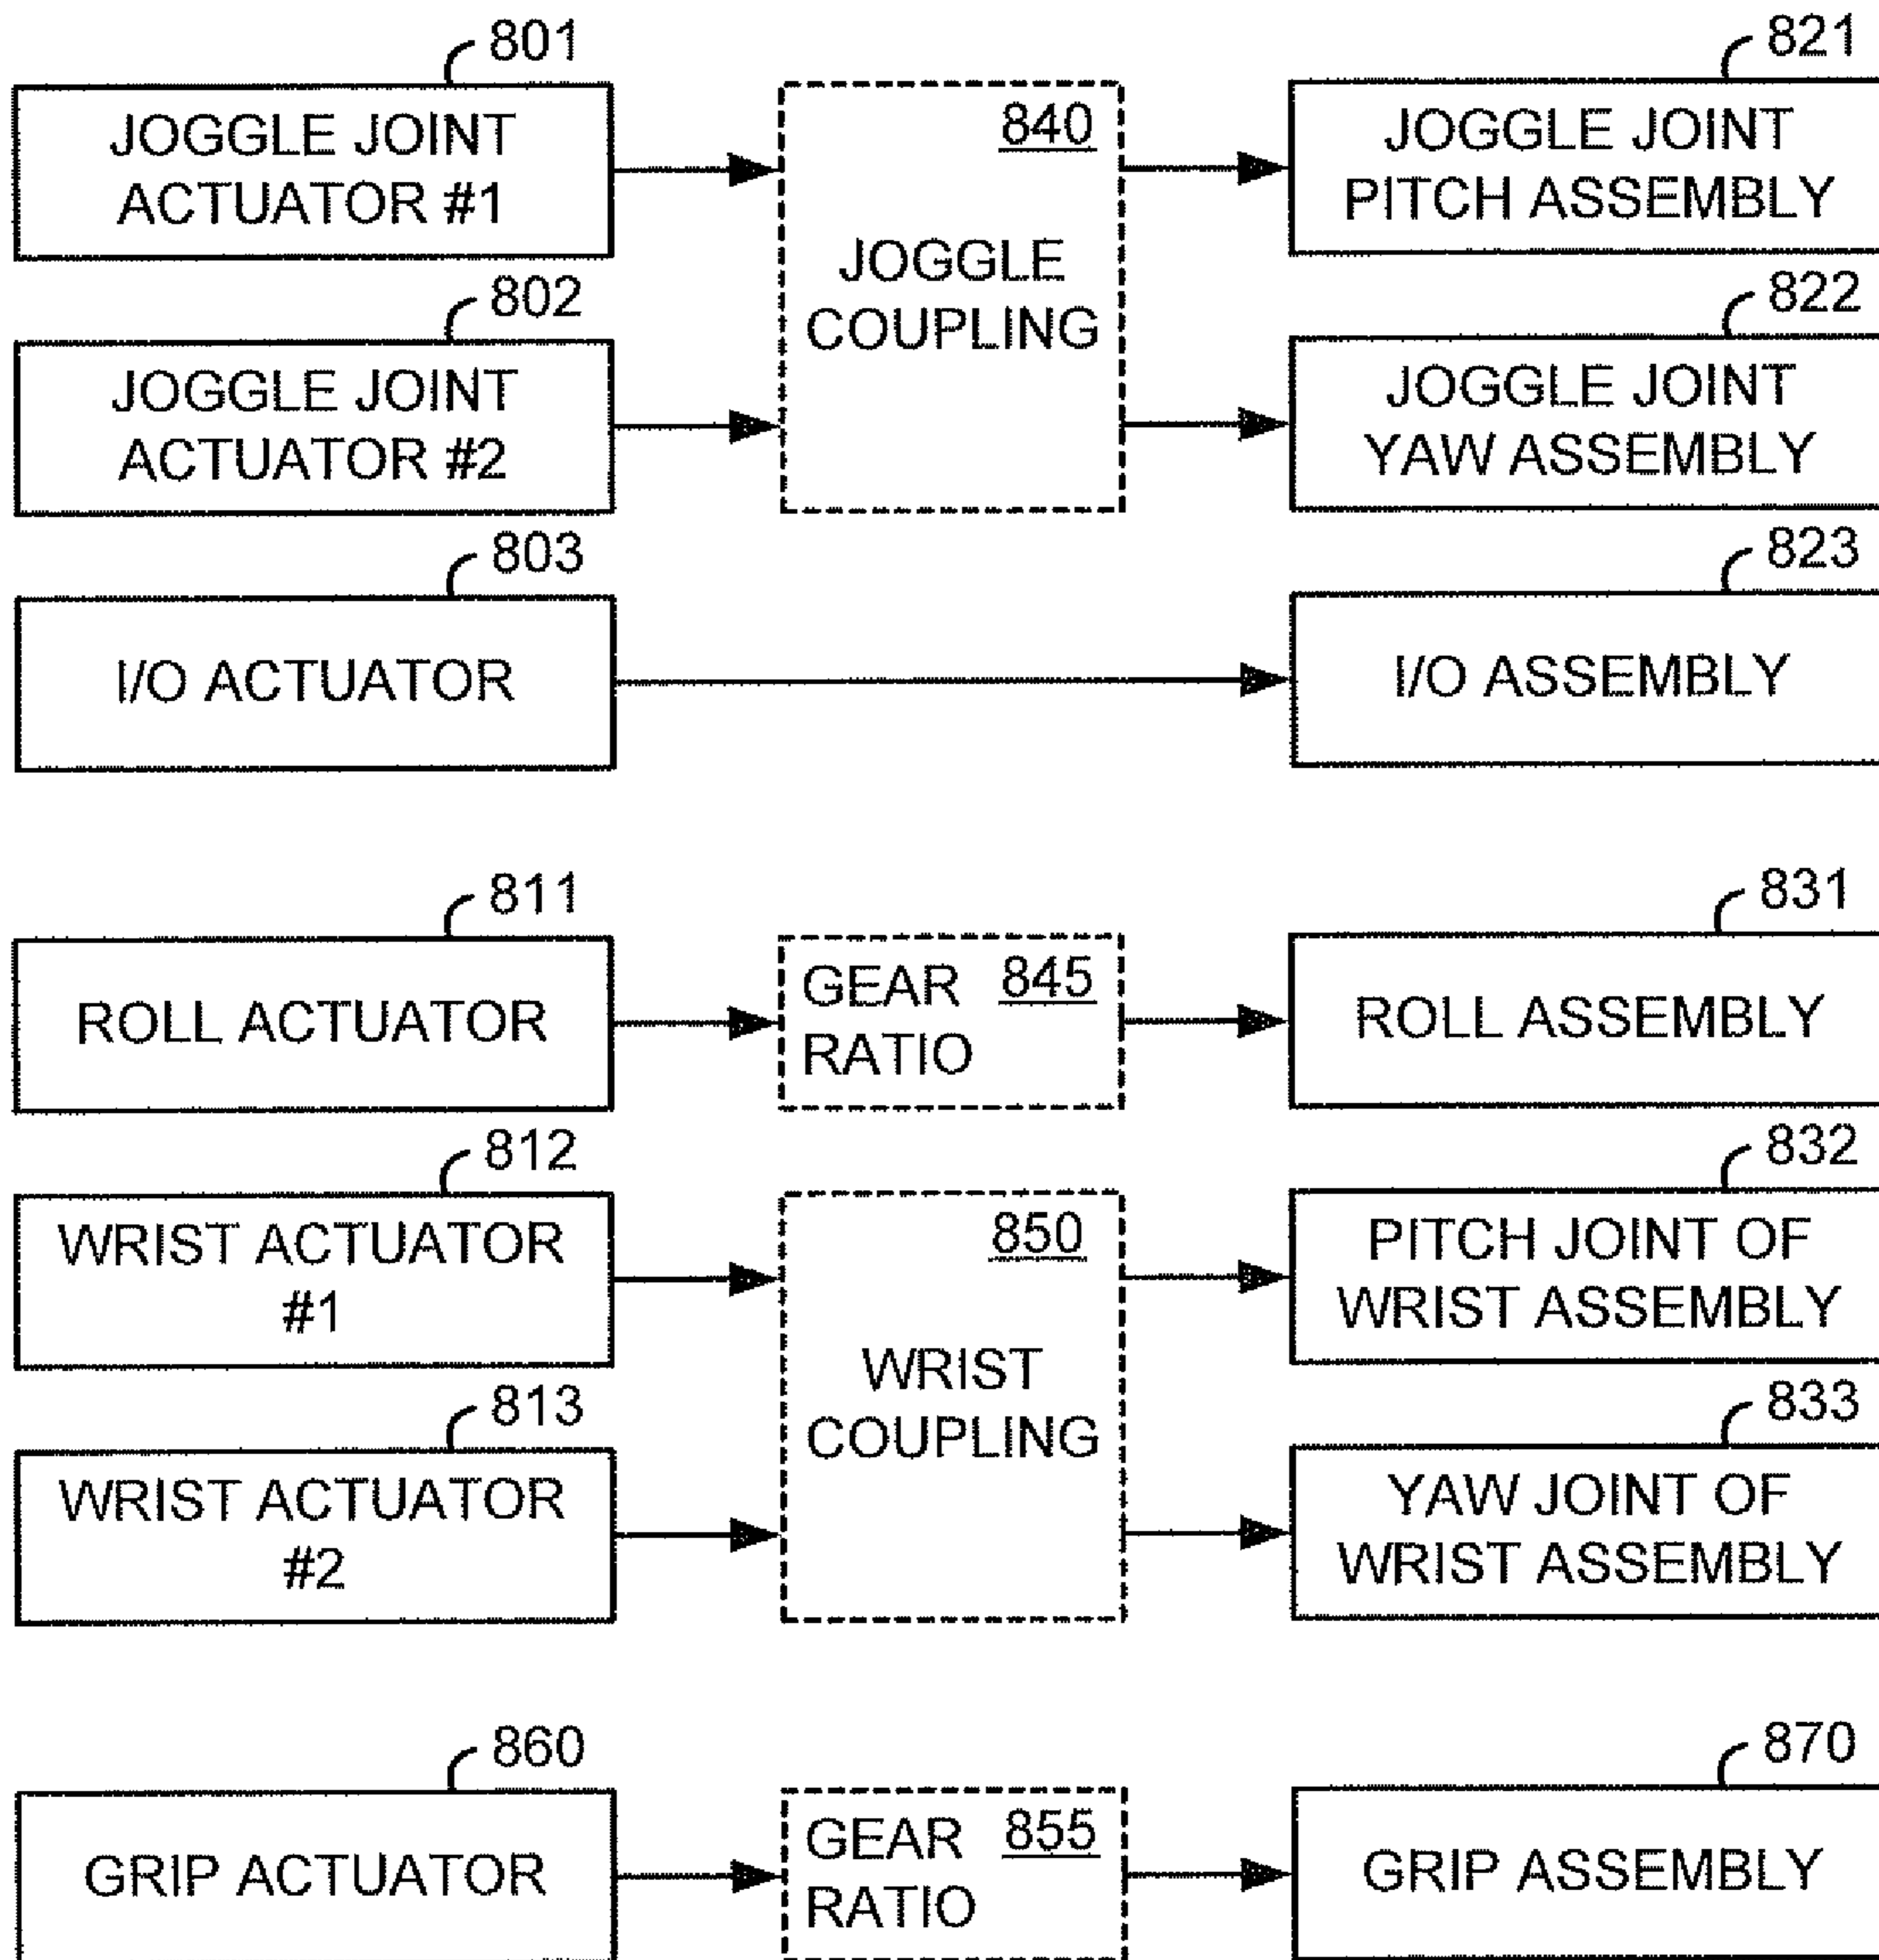 801
JOGGLE JOINT
ACTUATOR #1
840
JOGGLE
COUPLING
821
JOGGLE JOINT
PITCH ASSEMBLY
802
JOGGLE JOINT
ACTUATOR #2
822
JOGGLE JOINT
YAW ASSEMBLY
803
I/O ACTUATOR
823
I/O ASSEMBLY
811
ROLL ACTUATOR
GEAR 845
RATIO
831
ROLL ASSEMBLY
812
WRIST ACTUATOR
#1
850
WRIST
COUPLING
832
PITCH JOINT OF
WRIST ASSEMBLY
813
WRIST ACTUATOR
#2
833
YAW JOINT OF
WRIST ASSEMBLY
860
GRIP ACTUATOR
GEAR 855
RATIO
870
GRIP ASSEMBLY